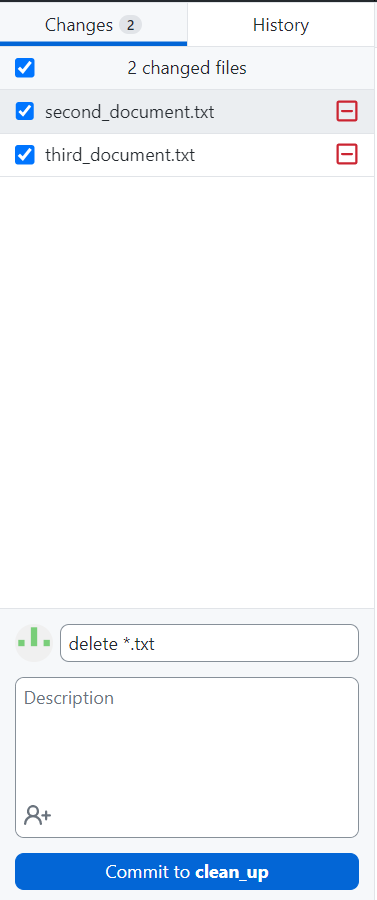 Changes 2 History
2 changed files
second_document.txt
third_document.txt
delete *.txt
Description
Commit to clean_up